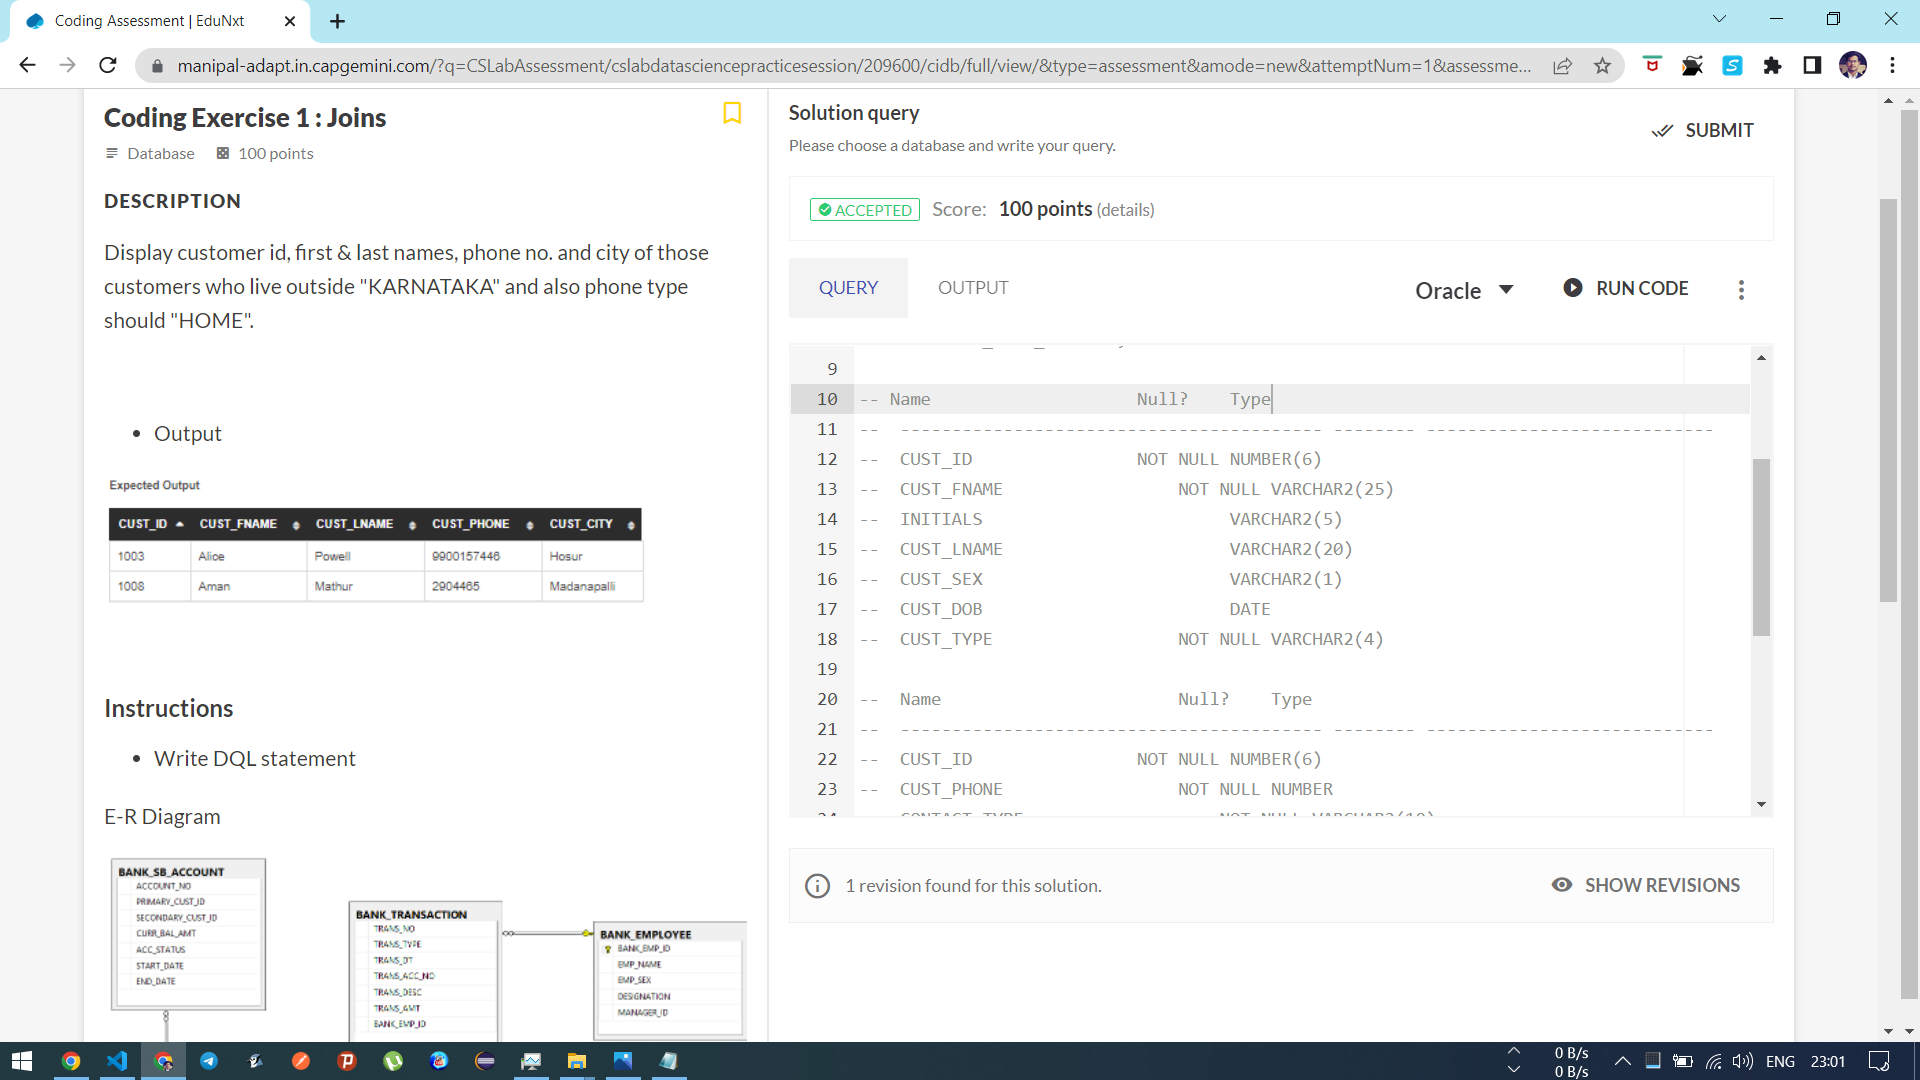 Coding Assessment | EduNxt
manipal-adapt.in.capgemini.com/?q=CSLabAssessment/cslabdatasciencepracticesession/209600/cidb/full/view/&type=assessment&amode=new&attemptNum=1&assessme...
Coding Exercise 1 : Joins
Database 100 points
DESCRIPTION
Display customer id, first & last names, phone no. and city of those
customers who live outside "KARNATAKA" and also phone type
should "HOME".
Output
Expected Output
CUST_ID CUST_FNAME CUST_LNAME CUST_PHONE CUST_CITY
1003 Alice Powell 9900157446 Hosur
1008 Aman Mathur 2904465 Madanapalli
Instructions
Write DQL statement
E-R Diagram
BANK_SB_ACCOUNT
ACCOUNT_NO
PRIMARY_CUST_ID
SECONDARY_CUST_ID
CURR_BAL_AMT
ACC_STATUS
START_DATE
END_DATE
BANK_TRANSACTION
TRANS_NO
TRANS_TYPE
TRANS_DT
TRANS_ACC_NO
TRANS_DESC
TRANS_AMT
BANK_EMP_ID
BANK_EMPLOYEE
BANK_EMP_ID
EMP_NAME
EMP_SEX
DESIGNATION
MANAGER_ID
Solution query
Please choose a database and write your query.
SUBMIT
ACCEPTED Score: 100 points (details)
QUERY OUTPUT Oracle RUN CODE
9
10 -- Name Null? Type
11 -- ----------------------------------------- -------- ----------------------------
12 -- CUST_ID NOT NULL NUMBER(6)
13 -- CUST_FNAME NOT NULL VARCHAR2(25)
14 -- INITIALS VARCHAR2(5)
15 -- CUST_LNAME VARCHAR2(20)
16 -- CUST_SEX VARCHAR2(1)
17 -- CUST_DOB DATE
18 -- CUST_TYPE NOT NULL VARCHAR2(4)
19
20 -- Name Null? Type
21 -- ----------------------------------------- -------- ----------------------------
22 -- CUST_ID NOT NULL NUMBER(6)
23 -- CUST_PHONE NOT NULL NUMBER
24 -- CONTACT_TYPE NOT NULL VARCHAR2(10)
1 revision found for this solution.
SHOW REVISIONS
0 B/s
0 B/s
ENG 23:01